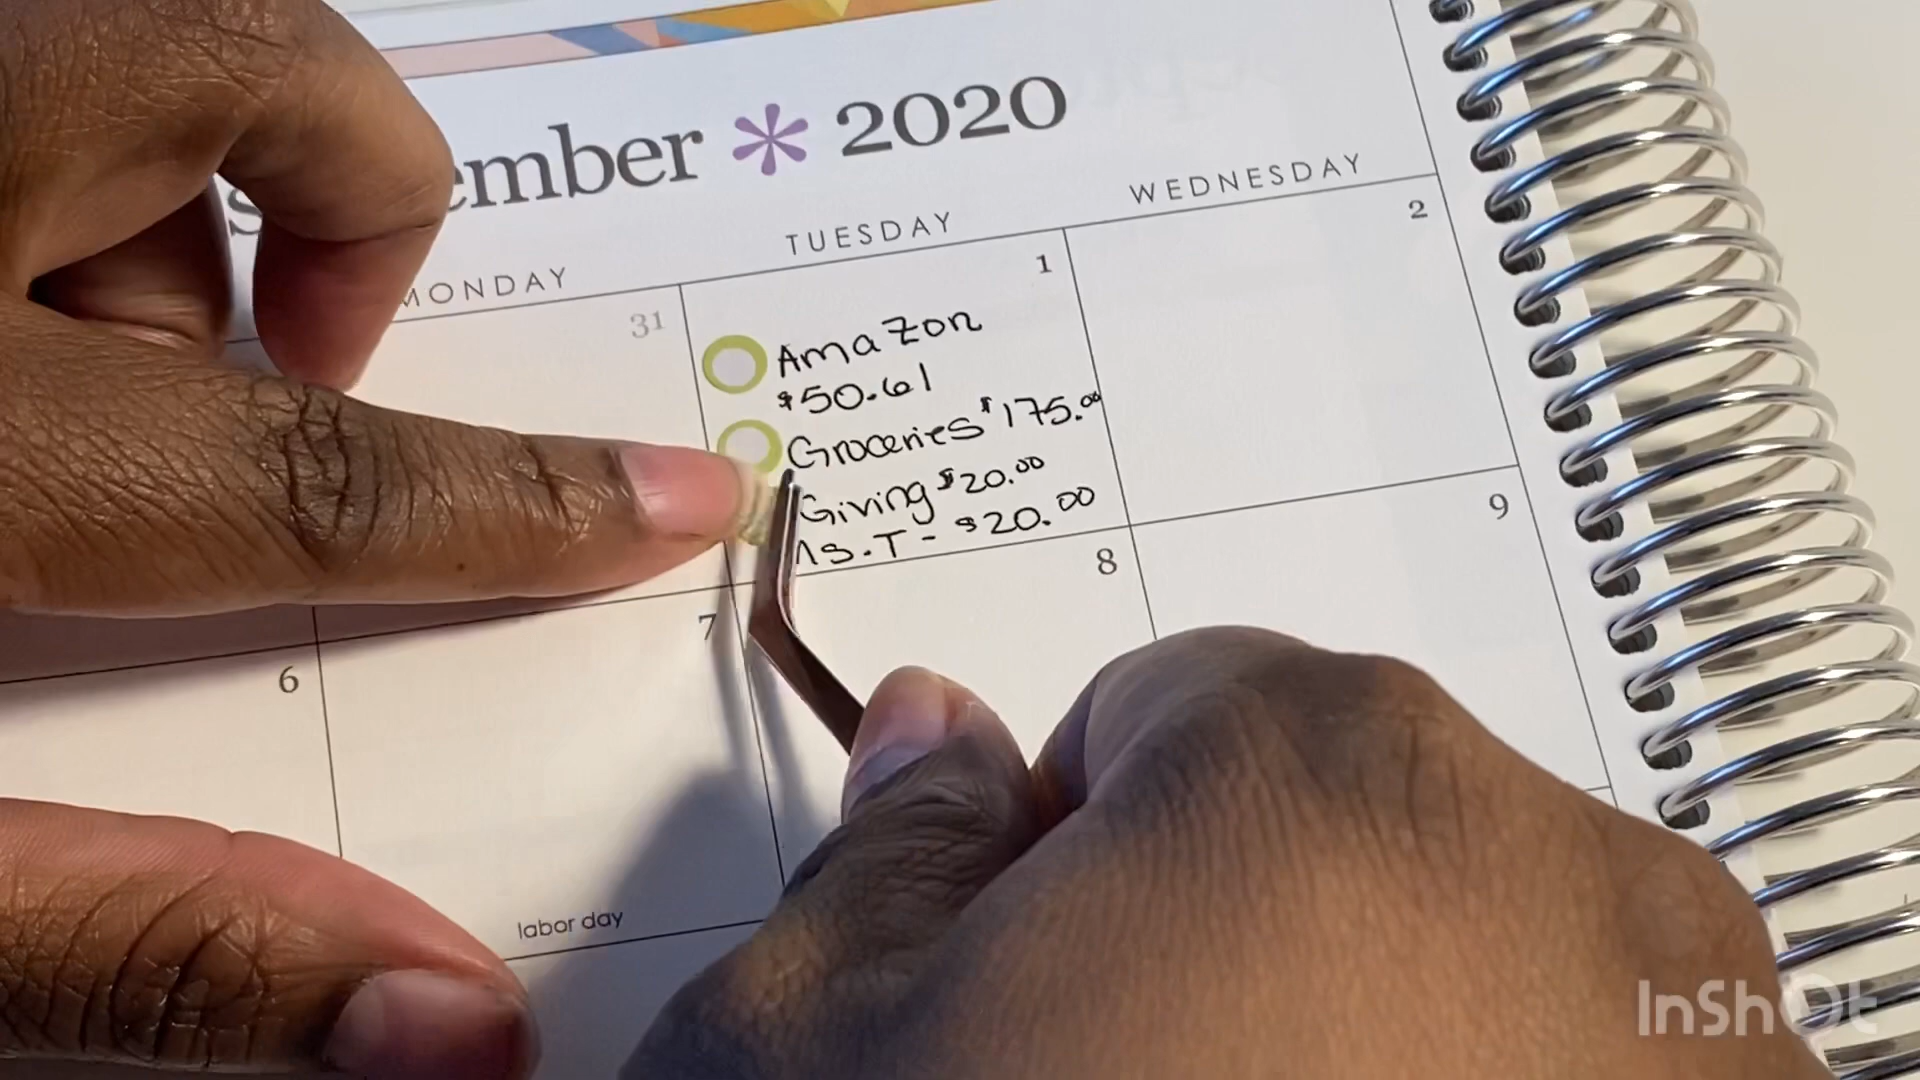 ember * 2020
MONDAY TUESDAY WEDNESDAY
31 1 2
Amazon
$50.61
Groceries $175.00
Giving $20.00
S.T - $20.00
6 7 8 9
labor day
InShOt